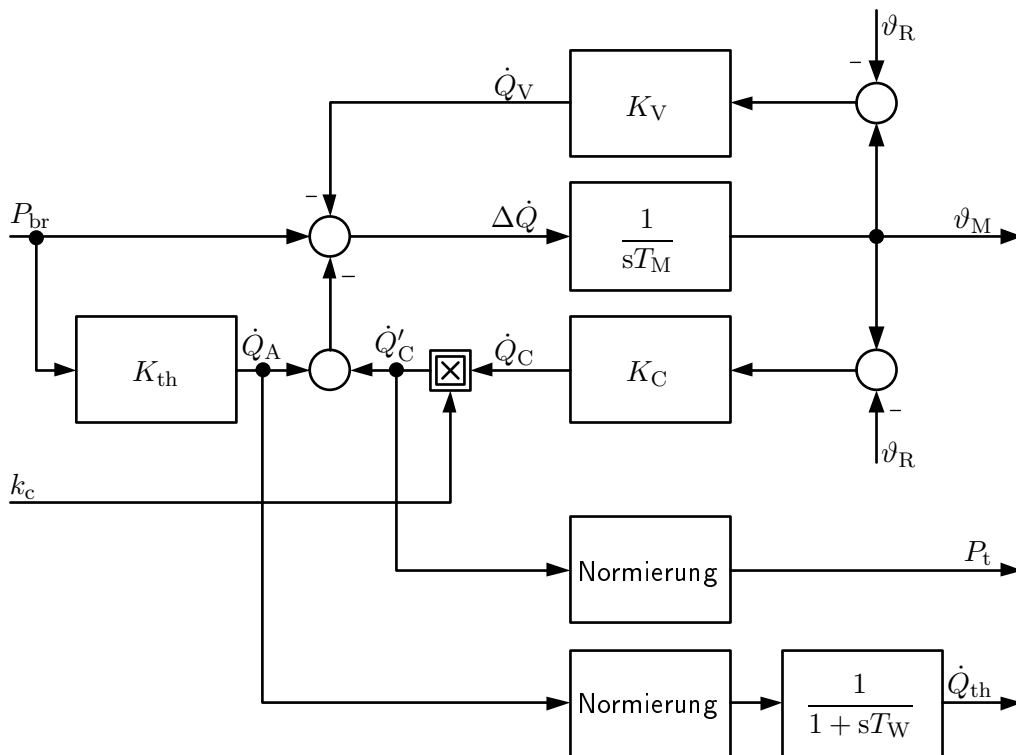 ϑ_R
–
Q̇_V
K_V
–
P_br
ΔQ̇
1
sT_M
ϑ_M
–
K_th
Q̇_A
Q̇′_C
×
Q̇_C
K_C
–
ϑ_R
k_c
Normierung
P_t
Normierung
1
1 + sT_W
Q̇_th